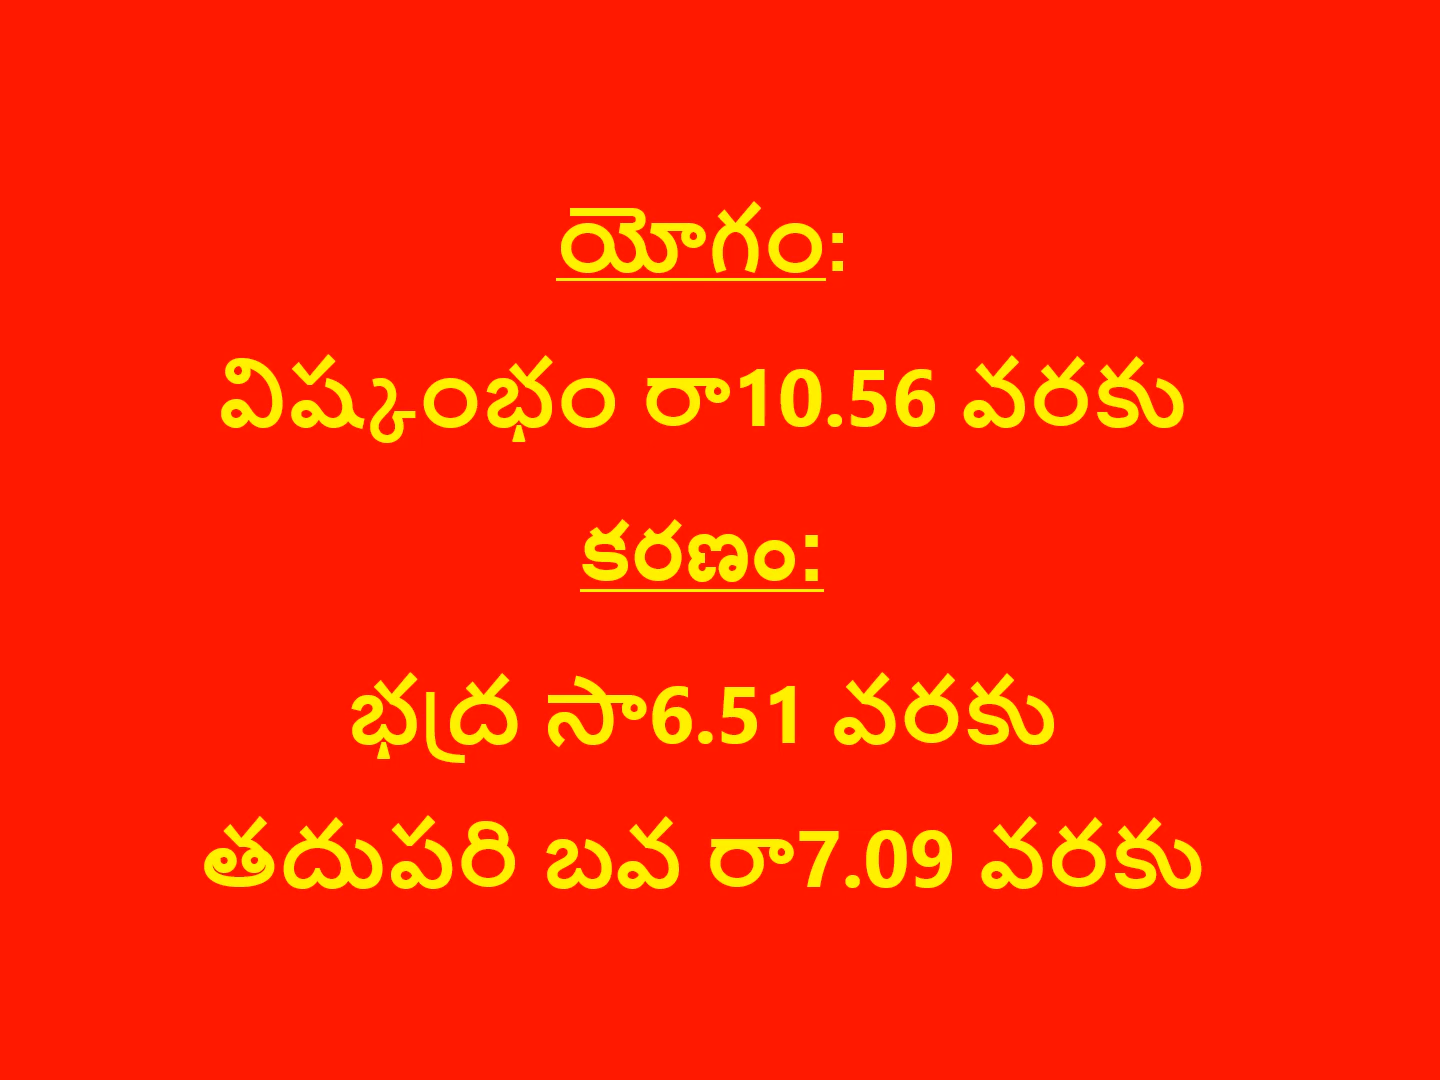 యోగం:
విష్కంభం రా10.56 వరకు
కరణం:
భద్ర సా6.51 వరకు
తదుపరి బవ రా7.09 వరకు